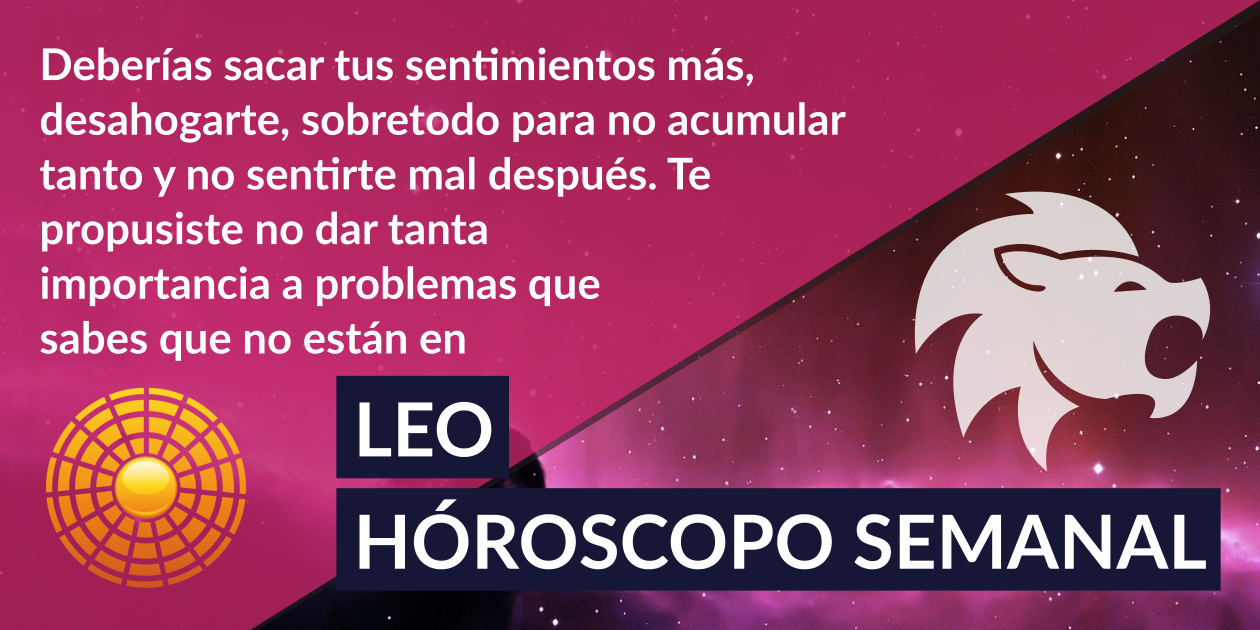 Deberías sacar tus sentimientos más,
desahogarte, sobretodo para no acumular
tanto y no sentirte mal después. Te
propusiste no dar tanta
importancia a problemas que
sabes que no están en
LEO
HÓROSCOPO SEMANAL